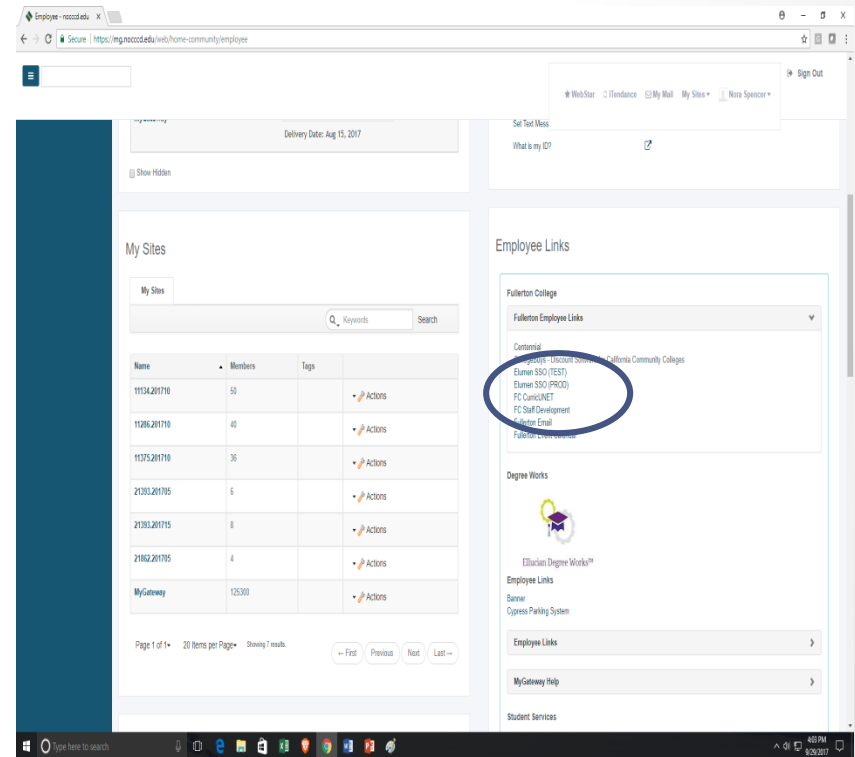 Employee - nocccd.edu X
Secure | https://mg.nocccd.edu/web/home-community/employee
Sign Out
WebStar iTendance My Mail My Sites Nora Spencer
Delivery Date: Aug 15, 2017
Show Hidden
Set Text Mess
What is my ID?
My Sites
My Sites
Keywords Search
Name Members Tags
11134.201710 50 Actions
11286.201710 40 Actions
11375.201710 36 Actions
21393.201705 6 Actions
21393.201715 8 Actions
21862.201705 4 Actions
MyGateway 125300 Actions
Page 1 of 1 20 Items per Page Showing 7 results.
← First Previous Next Last →
Employee Links
Fullerton College
Fullerton Employee Links
Centennial
- Discount California Community Colleges
Elumen SSO (TEST)
Elumen SSO (PROD)
FC CurricUNET
FC Staff Development
Fullerton Email
Fullerton Event Calendar
Degree Works
Ellucian Degree Works™
Employee Links
Banner
Cypress Parking System
Employee Links
MyGateway Help
Student Services
Type here to search
4:03 PM
9/29/2017